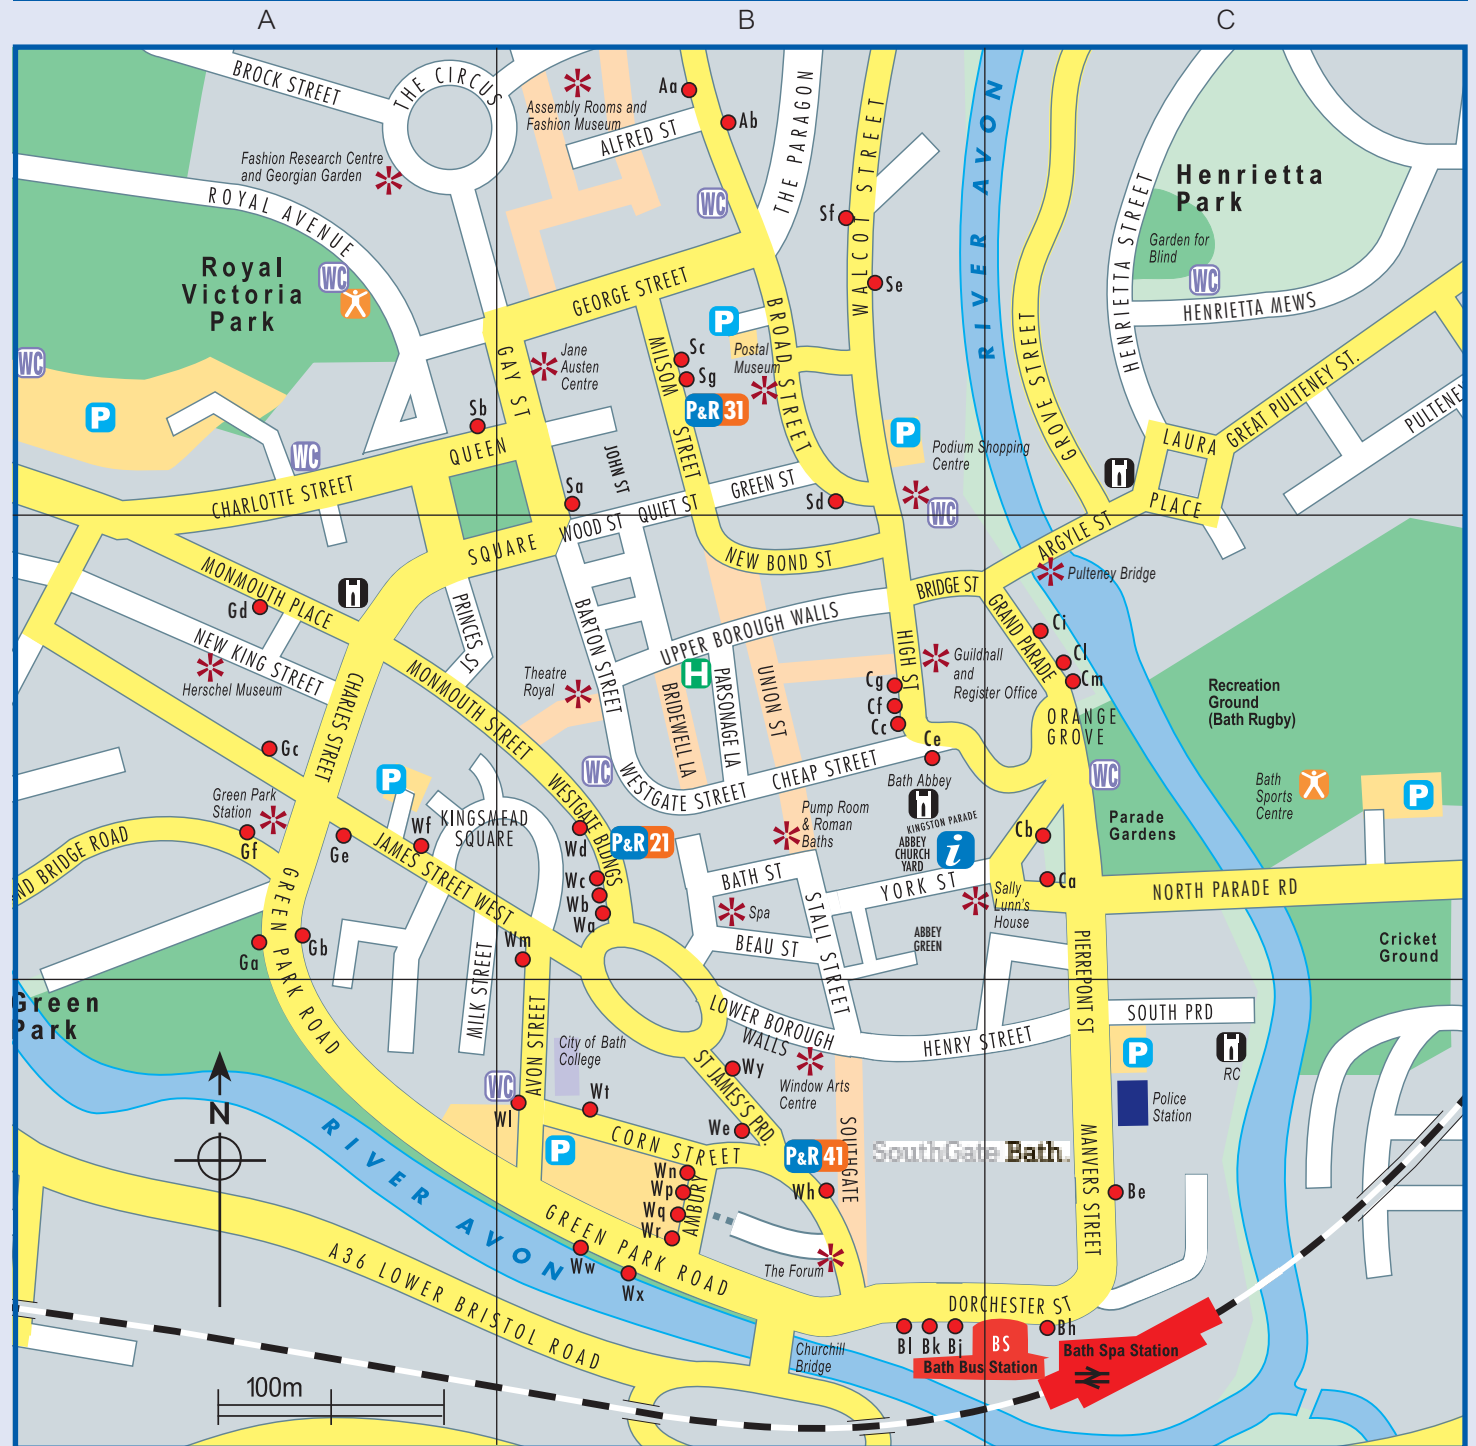 A
B
C
BROCK STREET
THE CIRCUS
Assembly Rooms and
Fashion Museum
Aa
Ab
ALFRED ST
THE PARAGON
WALCOT STREET
RIVER AVON
Fashion Research Centre
and Georgian Garden
ROYAL AVENUE
WC
Sf
Se
HENRIETTA STREET
Henrietta
Park
Garden for
Blind
WC
HENRIETTA MEWS
Royal
Victoria
Park
WC
WC
P
GEORGE STREET
P
BROAD STREET
RIVER AVON
GROVE STREET
GAY ST
Jane
Austen
Centre
MILSOM STREET
Sc
Sg
Postal
Museum
P&R 31
Sb
QUEEN
SQUARE
WC
CHARLOTTE STREET
JOHN ST
Sa
WOOD ST
QUIET ST
GREEN ST
Sd
P
Podium Shopping
Centre
WC
LAURA
PLACE
GREAT PULTENEY ST.
ARGYLE ST
Pulteney Bridge
NEW BOND ST
BRIDGE ST
MONMOUTH PLACE
Gd
NEW KING STREET
Herschel Museum
PRINCES ST
BARTON STREET
UPPER BOROUGH WALLS
H
BRIDEWELL LA
PARSONAGE LA
UNION ST
HIGH ST
Guildhall
and
Register Office
GRAND PARADE
Ci
Cl
Cm
ORANGE
GROVE
Recreation
Ground
(Bath Rugby)
Theatre
Royal
MONMOUTH STREET
CHARLES STREET
Gc
Cg
Cf
Cc
Ce
Bath Abbey
CHEAP STREET
WESTGATE STREET
WC
WESTGATE BLDNGS
P
Green Park
Station
Gf
Ge
Wf
KINGSMEAD
SQUARE
JAMES STREET WEST
Wd
P&R 21
Wc
Wb
Wa
Pump Room
& Roman
Baths
KINGSTON PARADE
ABBEY
CHURCH
YARD
i
WC
Parade
Gardens
Cb
Ca
Bath
Sports
Centre
P
BATH ST
Spa
BEAU ST
STALL STREET
YORK ST
ABBEY
GREEN
Sally
Lunn's
House
NORTH PARADE RD
Cricket
Ground
GREEN PARK ROAD
Ga
Gb
Wm
MILK STREET
AVON STREET
Green
Park
LOWER BOROUGH
WALLS
HENRY STREET
PIERREPONT ST
SOUTH PRD
P
RC
Police
Station
City of Bath
College
WC
Wl
Wt
ST JAMES'S PRD
Wy
Window Arts
Centre
We
CORN STREET
P&R 41
SOUTHGATE
SouthGate Bath.
MANVERS STREET
Be
N
RIVER AVON
P
Wn
Wp
Wq
Wr
AMBURY
Wh
The Forum
GREEN PARK ROAD
Ww
Wx
A36 LOWER BRISTOL ROAD
DORCHESTER ST
Bl
Bk
Bj
BS
Bh
Bath Bus Station
Bath Spa Station
Churchill
Bridge
100m